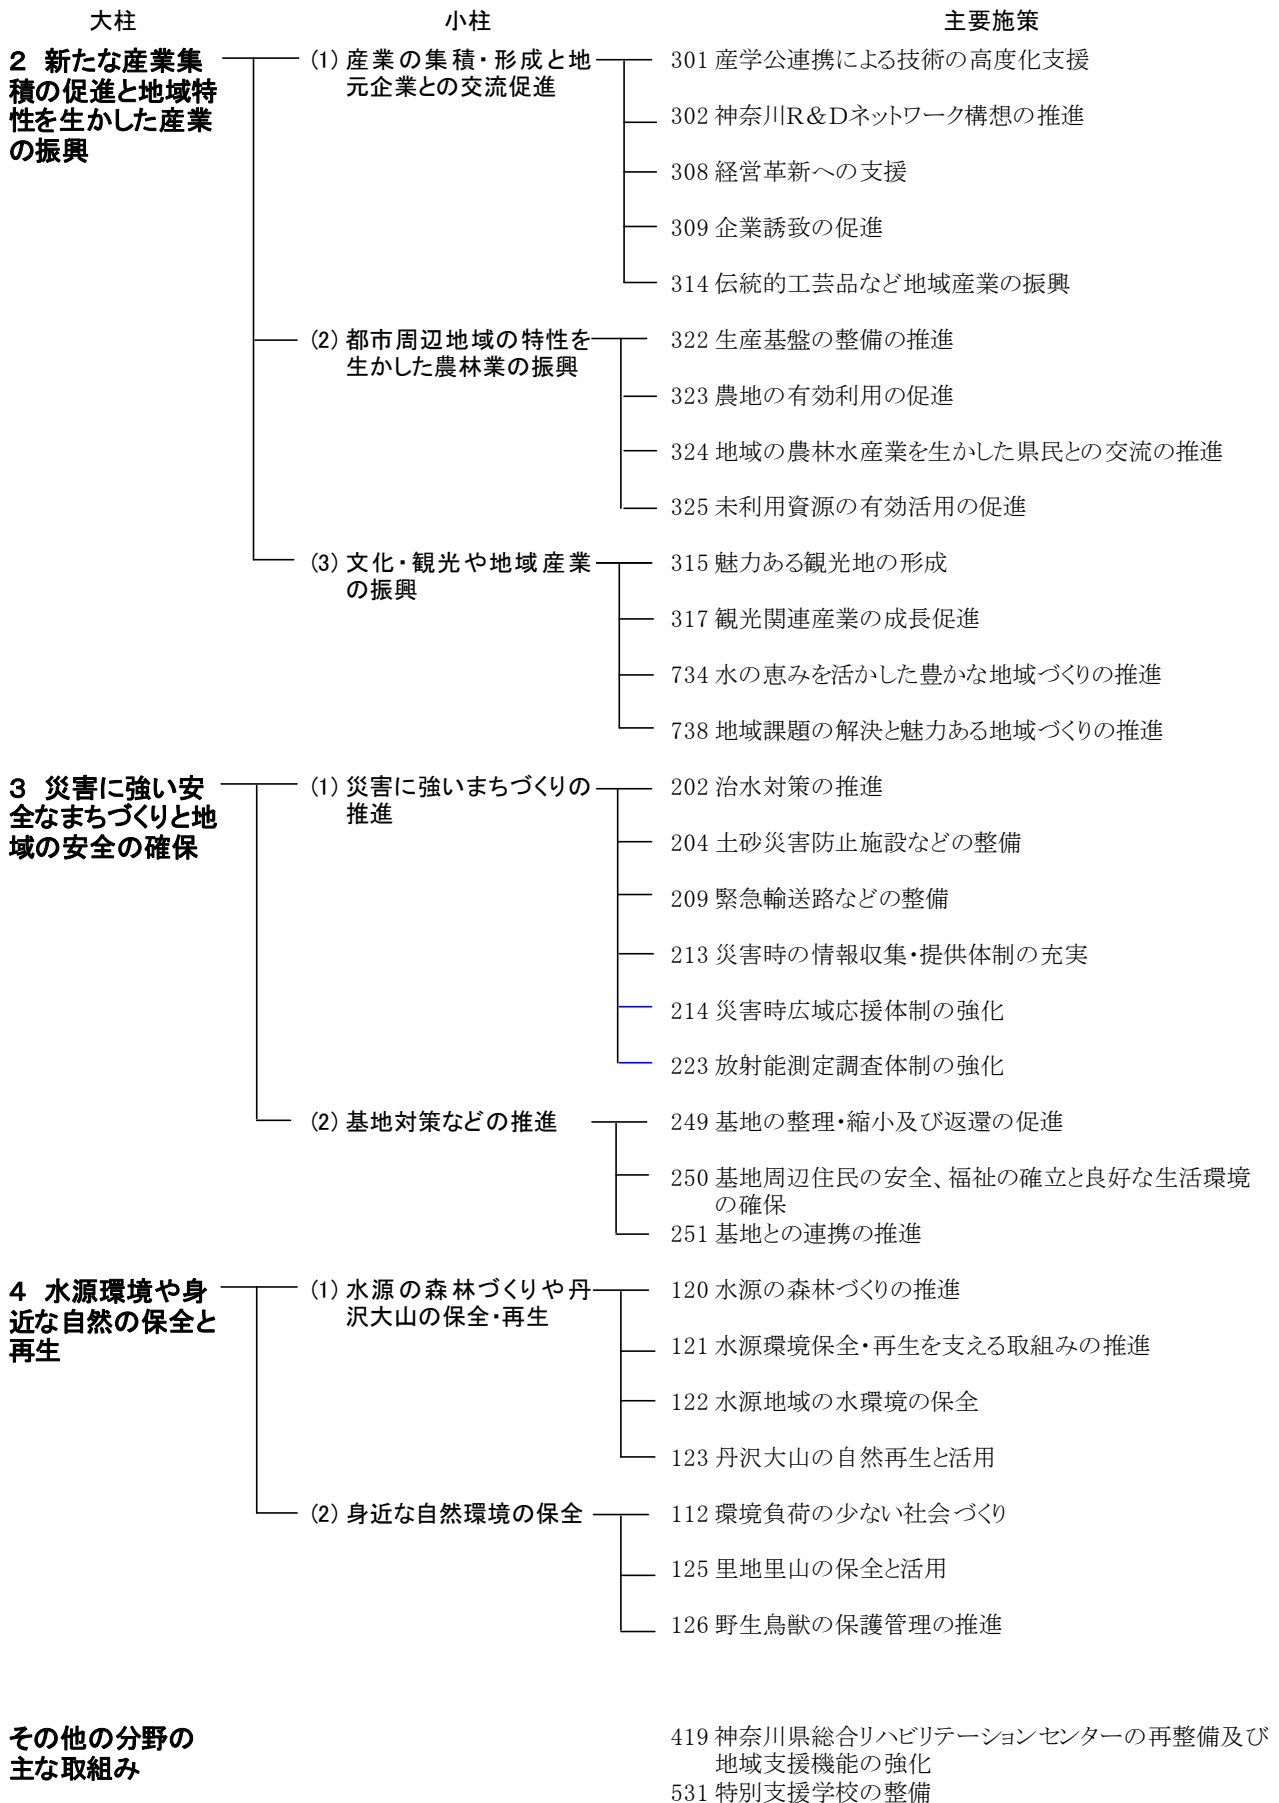 大柱 小柱 主要施策
２ 新たな産業集
積の促進と地域特
性を生かした産業
の振興
(1) 産業の集積・形成と地
元企業との交流促進
301 産学公連携による技術の高度化支援
302 神奈川Ｒ＆Ｄネットワーク構想の推進
308 経営革新への支援
309 企業誘致の促進
314 伝統的工芸品など地域産業の振興
(2) 都市周辺地域の特性を
生かした農林業の振興
322 生産基盤の整備の推進
323 農地の有効利用の促進
324 地域の農林水産業を生かした県民との交流の推進
325 未利用資源の有効活用の促進
(3) 文化・観光や地域産業
の振興
315 魅力ある観光地の形成
317 観光関連産業の成長促進
734 水の恵みを活かした豊かな地域づくりの推進
738 地域課題の解決と魅力ある地域づくりの推進
３ 災害に強い安
全なまちづくりと地
域の安全の確保
(1) 災害に強いまちづくりの
推進
202 治水対策の推進
204 土砂災害防止施設などの整備
209 緊急輸送路などの整備
213 災害時の情報収集・提供体制の充実
214 災害時広域応援体制の強化
223 放射能測定調査体制の強化
(2) 基地対策などの推進
249 基地の整理・縮小及び返還の促進
250 基地周辺住民の安全、福祉の確立と良好な生活環境
の確保
251 基地との連携の推進
４ 水源環境や身
近な自然の保全と
再生
(1) 水源の森林づくりや丹
沢大山の保全・再生
120 水源の森林づくりの推進
121 水源環境保全・再生を支える取組みの推進
122 水源地域の水環境の保全
123 丹沢大山の自然再生と活用
(2) 身近な自然環境の保全
112 環境負荷の少ない社会づくり
125 里地里山の保全と活用
126 野生鳥獣の保護管理の推進
その他の分野の
主な取組み
419 神奈川県総合リハビリテーションセンターの再整備及び
地域支援機能の強化
531 特別支援学校の整備